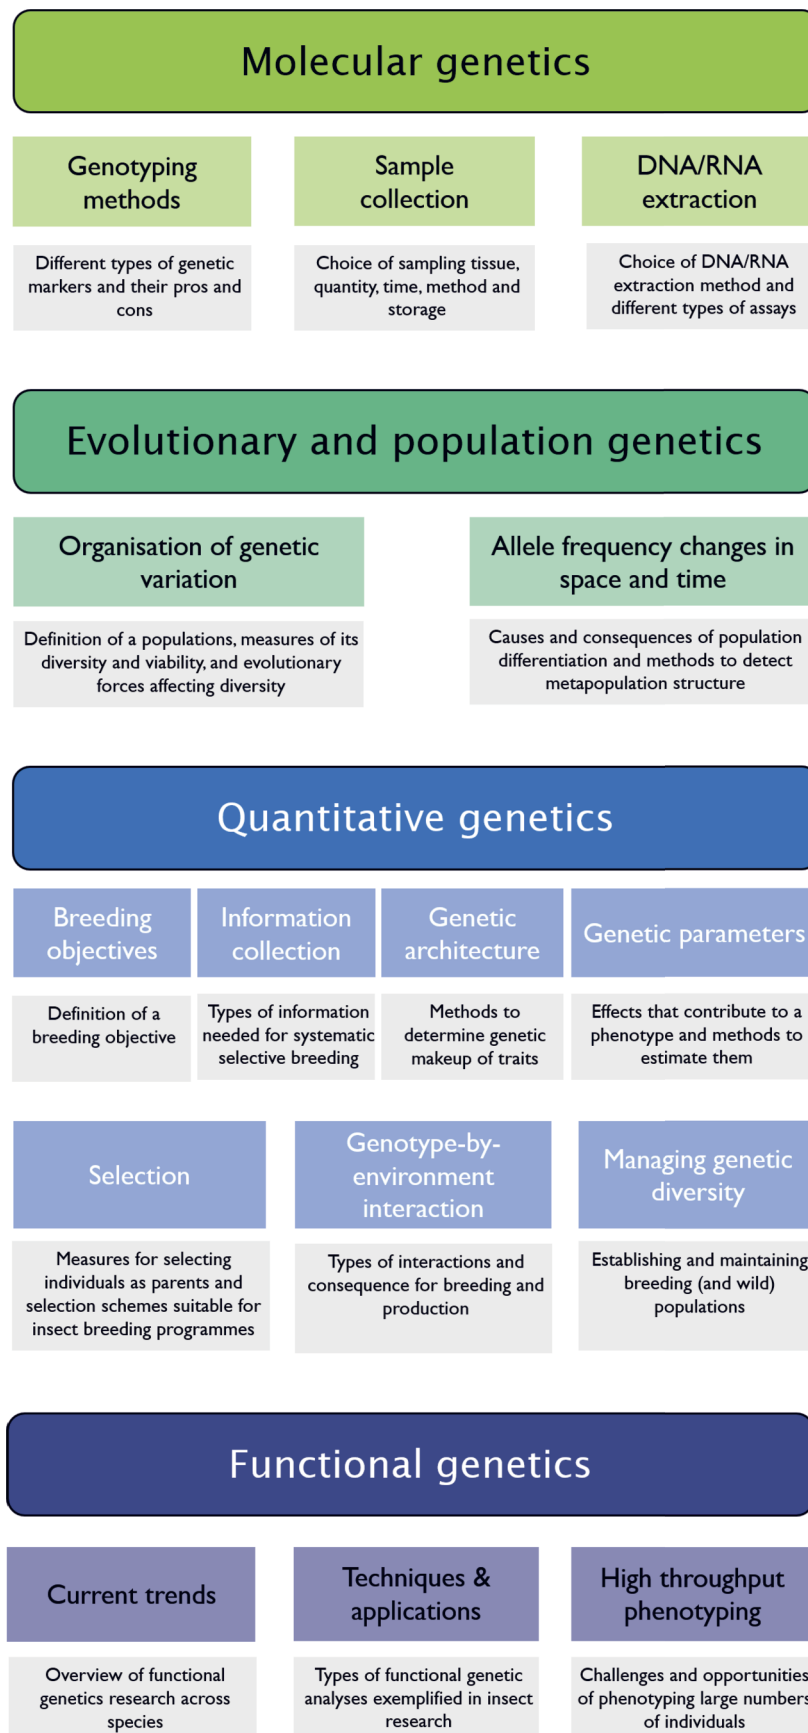 Molecular genetics
Genotyping
methods
Sample
collection
DNA/RNA
extraction
Different types of genetic
markers and their pros and
cons
Choice of sampling tissue,
quantity, time, method and
storage
Choice of DNA/RNA
extraction method and
different types of assays
Evolutionary and population genetics
Organisation of genetic
variation
Allele frequency changes in
space and time
Definition of a populations, measures of its
diversity and viability, and evolutionary
forces affecting diversity
Causes and consequences of population
differentiation and methods to detect
metapopulation structure
Quantitative genetics
Breeding
objectives
Information
collection
Genetic
architecture
Genetic parameters
Definition of a
breeding objective
Types of information
needed for systematic
selective breeding
Methods to
determine genetic
makeup of traits
Effects that contribute to a
phenotype and methods to
estimate them
Selection
Genotype-by-
environment
interaction
Managing genetic
diversity
Measures for selecting
individuals as parents and
selection schemes suitable for
insect breeding programmes
Types of interactions and
consequence for breeding and
production
Establishing and maintaining
breeding (and wild)
populations
Functional genetics
Current trends
Techniques &
applications
High throughput
phenotyping
Overview of functional
genetics research across
species
Types of functional genetic
analyses exemplified in insect
research
Challenges and opportunities
of phenotyping large numbers
of individuals